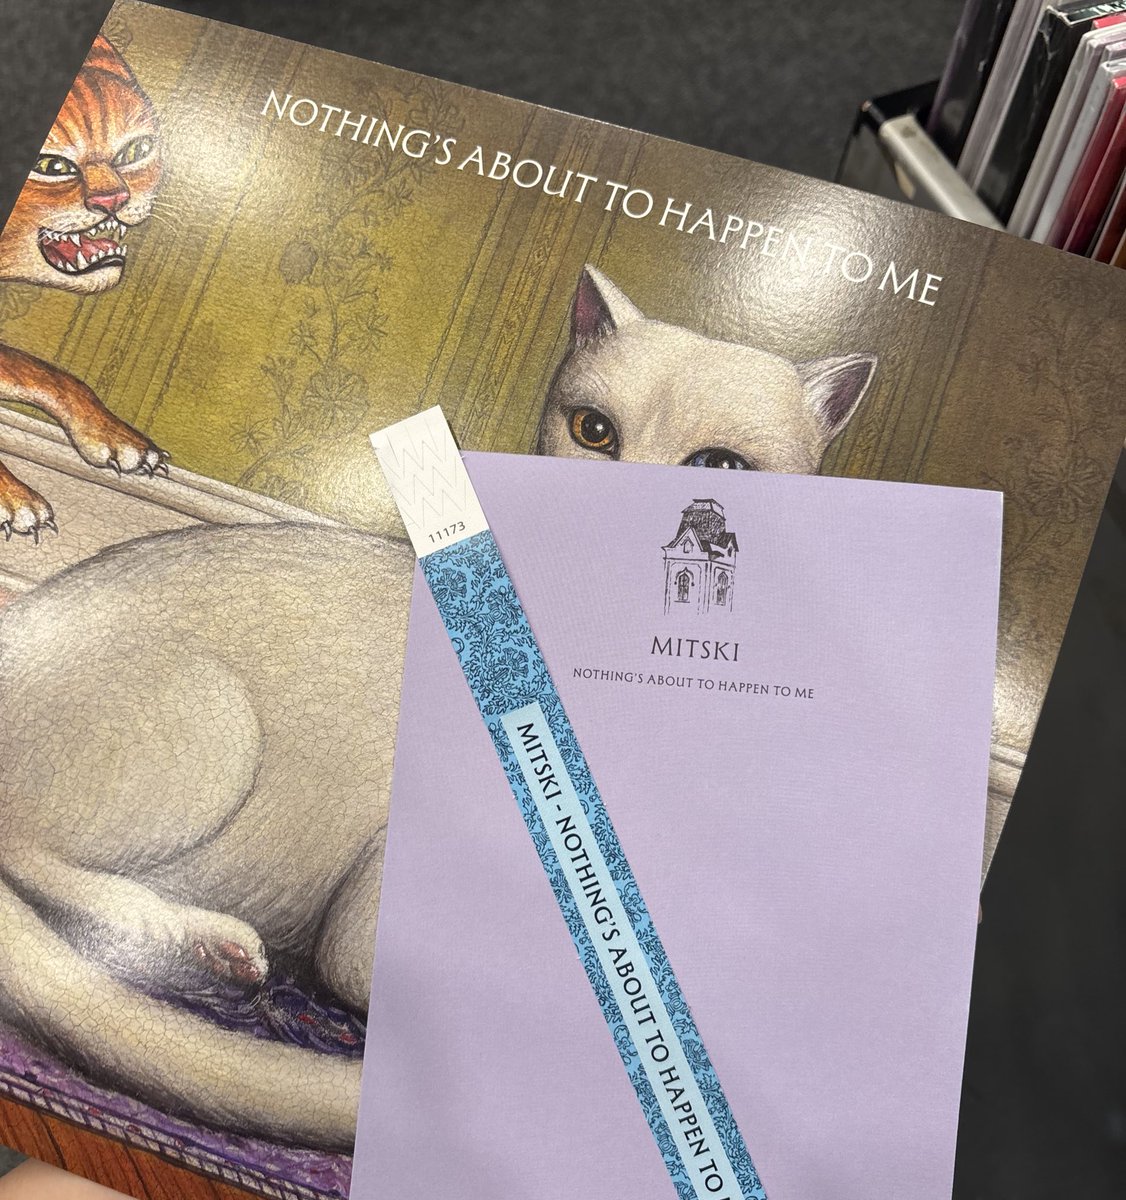 NOTHING'S ABOUT TO HAPPEN TO ME
11173
MITSKI
NOTHING'S ABOUT TO HAPPEN TO ME
MITSKI - NOTHING'S ABOUT TO HAPPEN TO